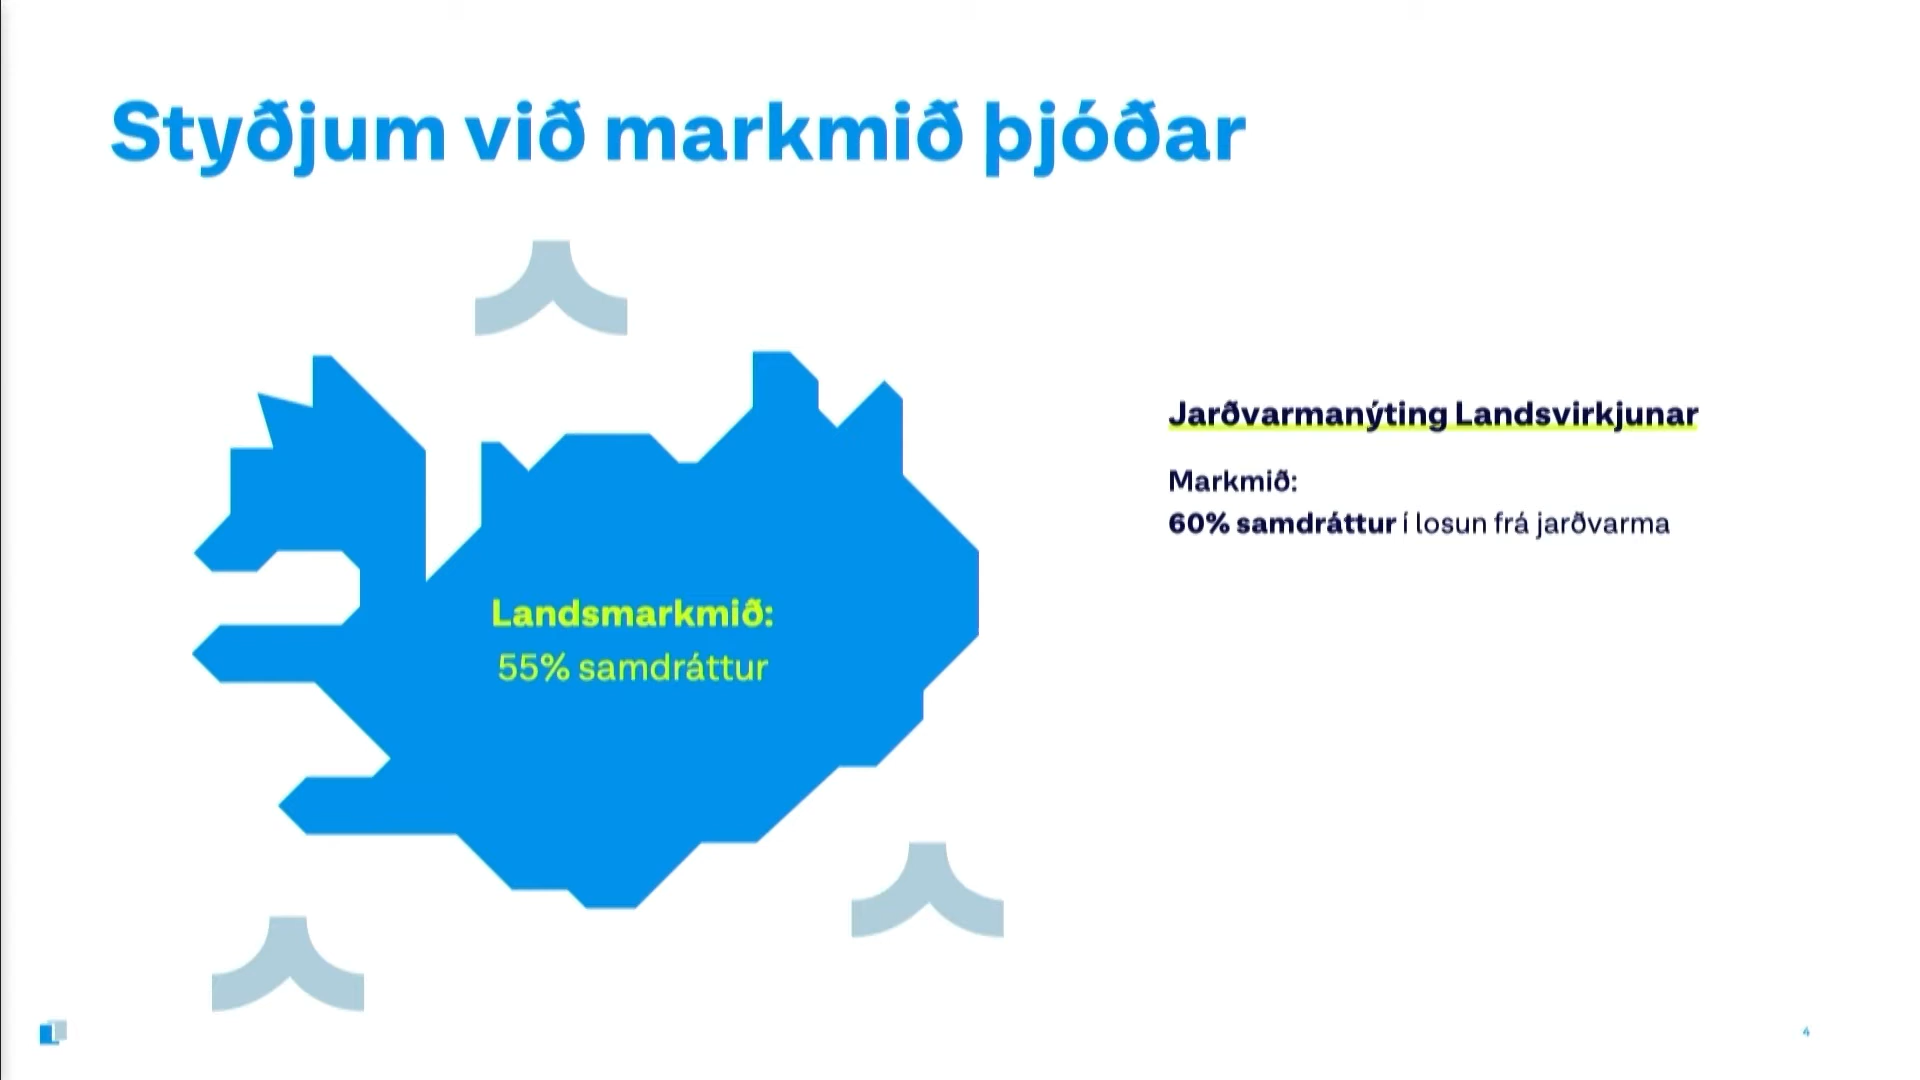 Styðjum við markmið þjóðar
Landsmarkmið:
55% samdráttur
Jarðvarmanýting Landsvirkjunar
Markmið:
60% samdráttur í losun frá jarðvarma
4